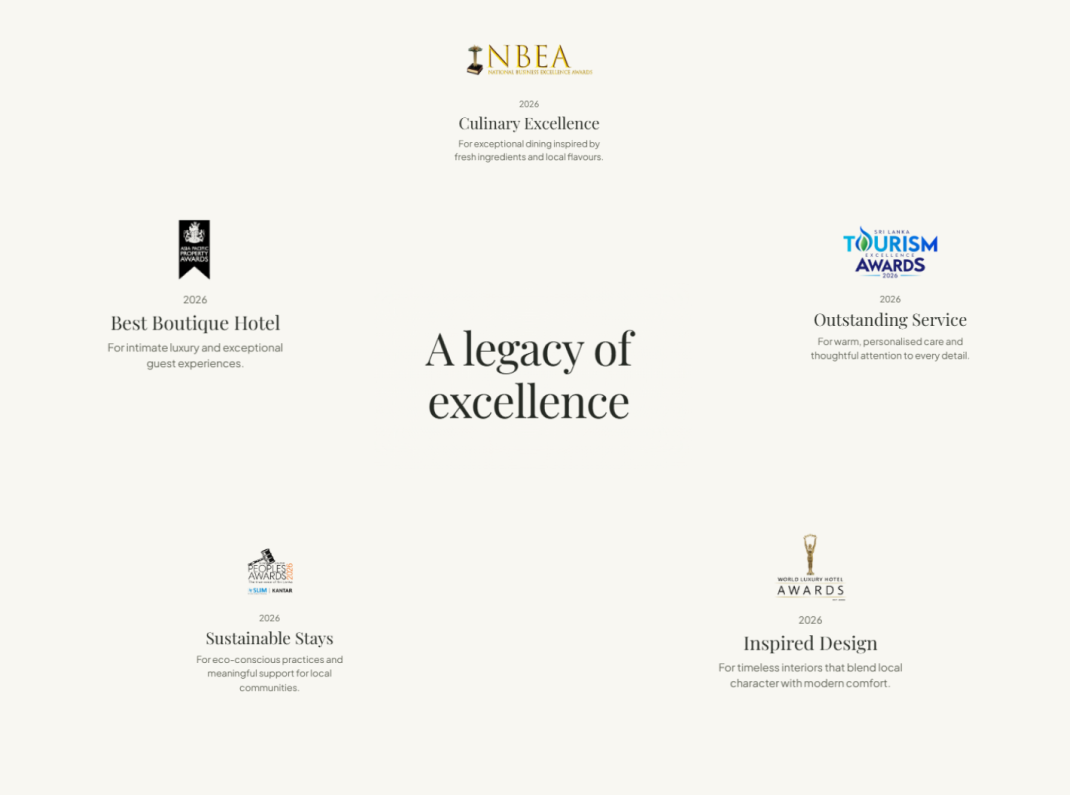 NBEA
NATIONAL BUSINESS EXCELLENCE AWARDS
2026
Culinary Excellence
For exceptional dining inspired by
fresh ingredients and local flavours.
ASIA PACIFIC
PROPERTY
AWARDS
2026
Best Boutique Hotel
For intimate luxury and exceptional
guest experiences.
SRI LANKA
TOURISM
EXCELLENCE
AWARDS
2026
2026
Outstanding Service
For warm, personalised care and
thoughtful attention to every detail.
A legacy of
excellence
PEOPLES
AWARDS
2026
SLIM | KANTAR
2026
Sustainable Stays
For eco-conscious practices and
meaningful support for local
communities.
WORLD LUXURY HOTEL
AWARDS
2026
Inspired Design
For timeless interiors that blend local
character with modern comfort.